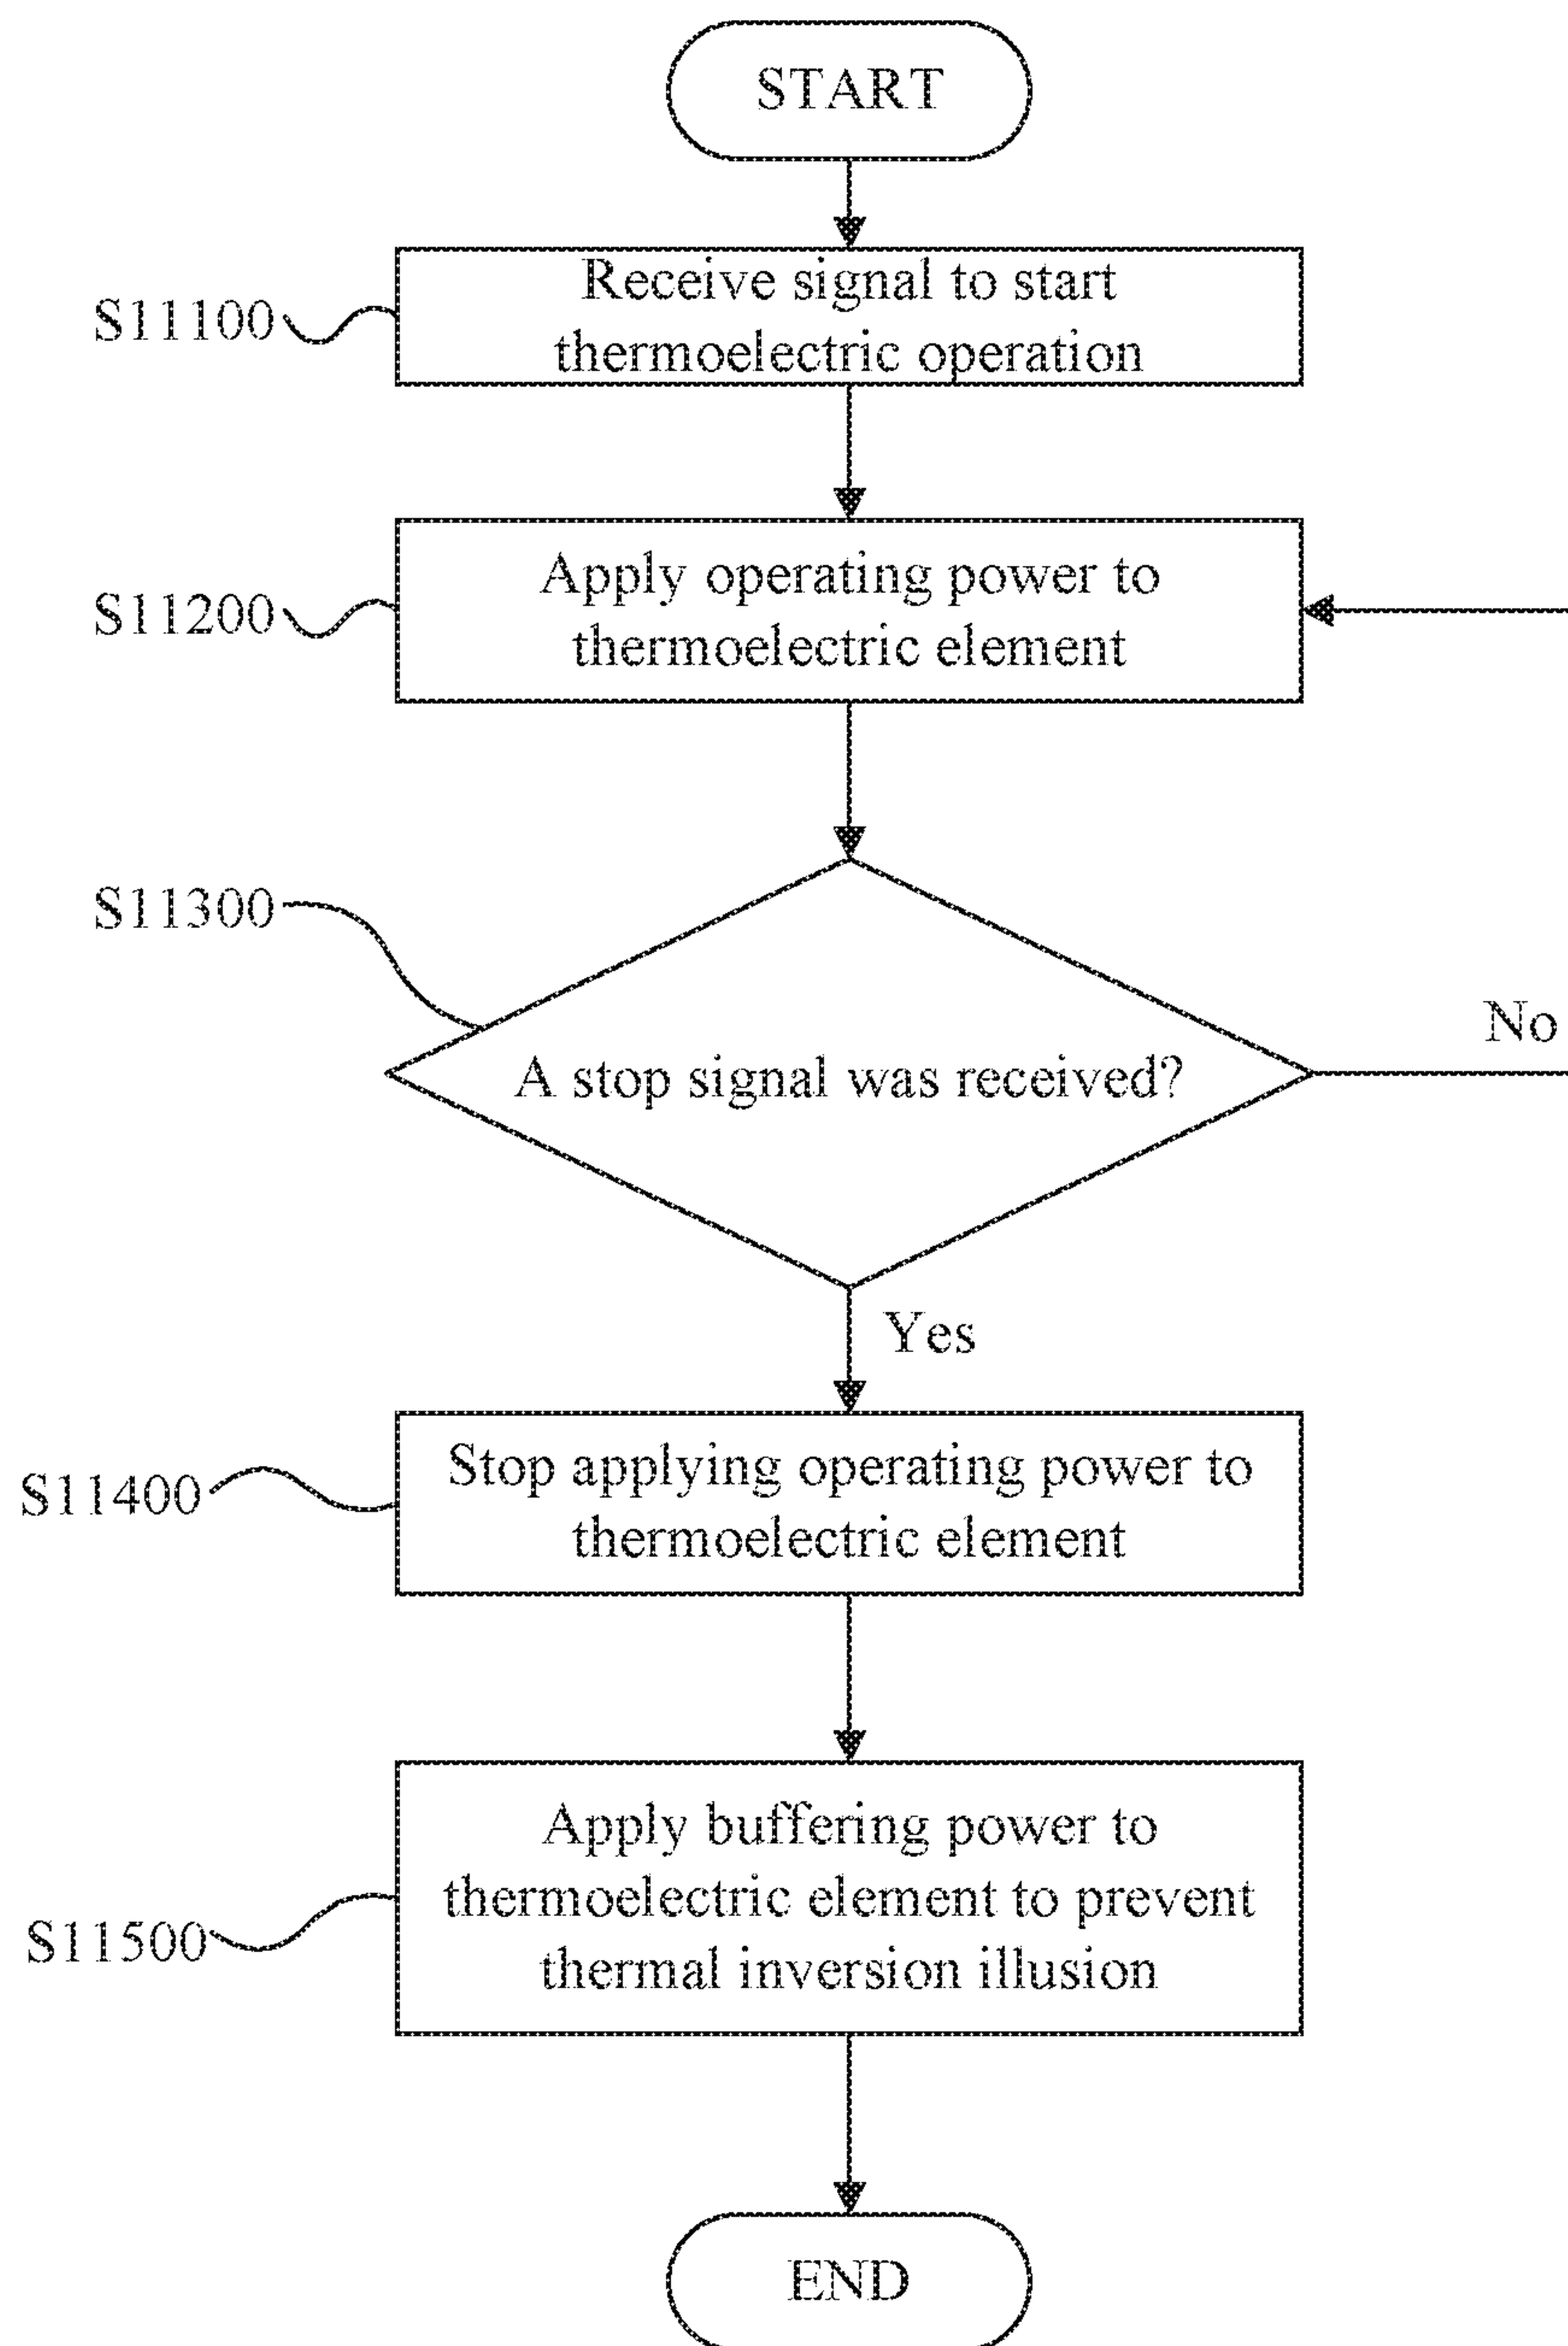 START
S11100
Receive signal to start
thermoelectric operation
S11200
Apply operating power to
thermoelectric element
S11300
A stop signal was received?
No
Yes
S11400
Stop applying operating power to
thermoelectric element
S11500
Apply buffering power to
thermoelectric element to prevent
thermal inversion illusion
END